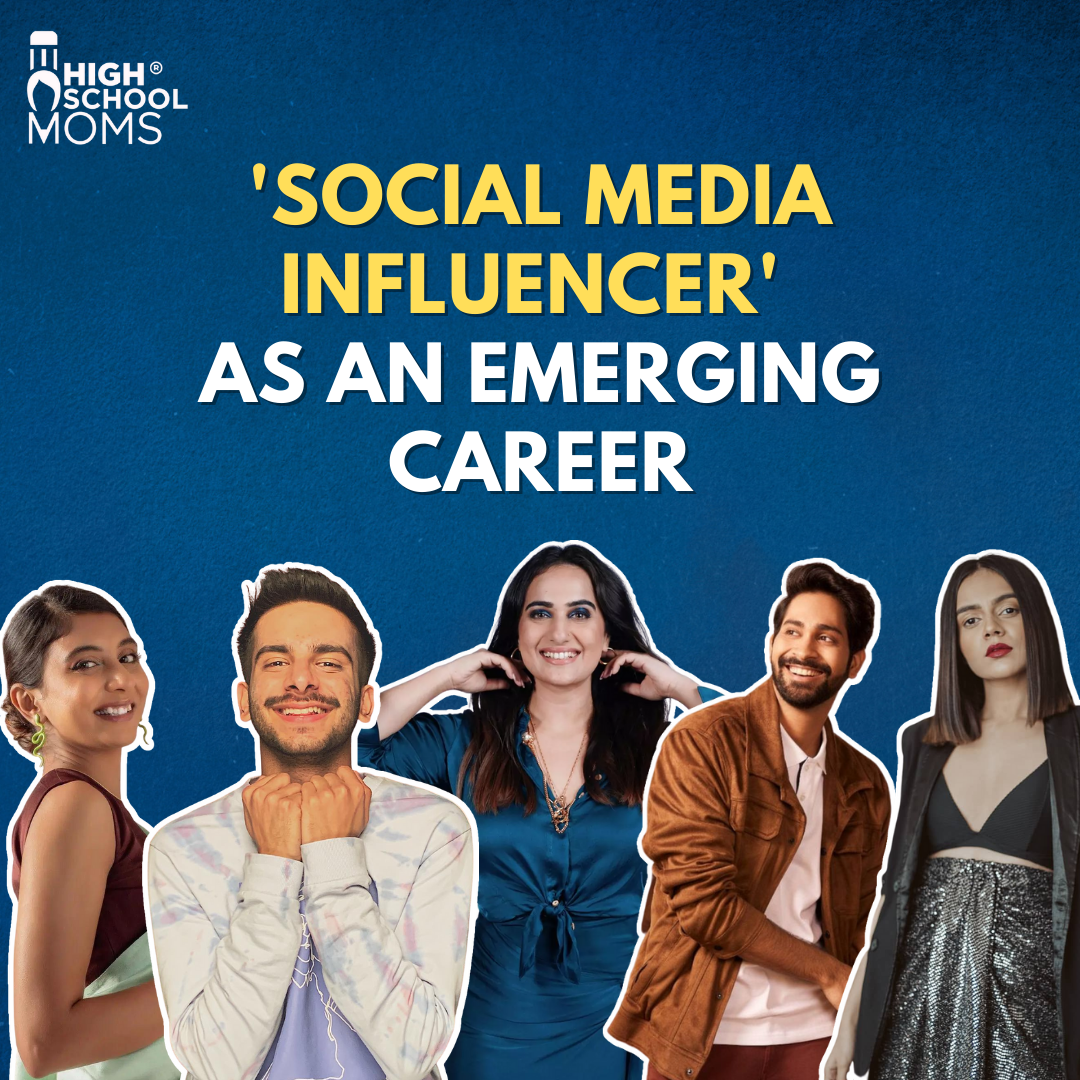 HIGH®
SCHOOL
MOMS
'SOCIAL MEDIA
INFLUENCER'
AS AN EMERGING
CAREER